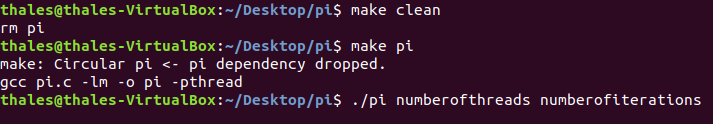 thales@thales-VirtualBox:~/Desktop/pi$ make clean
rm pi
thales@thales-VirtualBox:~/Desktop/pi$ make pi
make: Circular pi <- pi dependency dropped.
gcc pi.c -lm -o pi -pthread
thales@thales-VirtualBox:~/Desktop/pi$ ./pi numberofthreads numberofiterations